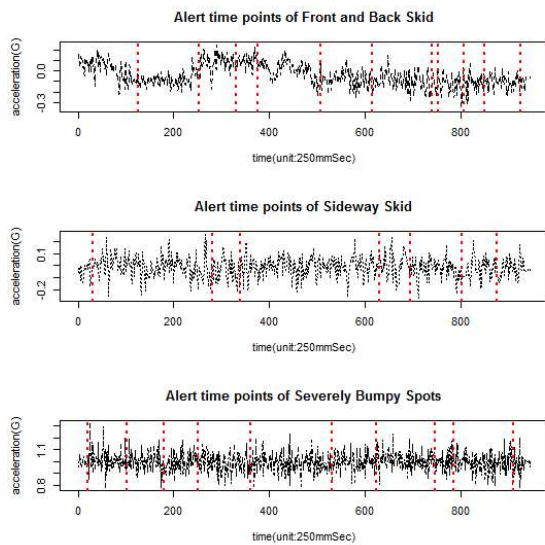 Alert time points of Front and Back Skid
acceleration(G)
0.0
-0.3
0 200 400 600 800
time(unit:250mmSec)
Alert time points of Sideway Skid
acceleration(G)
0.1
-0.2
0 200 400 600 800
time(unit:250mmSec)
Alert time points of Severely Bumpy Spots
acceleration(G)
1.1
0.8
0 200 400 600 800
time(unit:250mmSec)